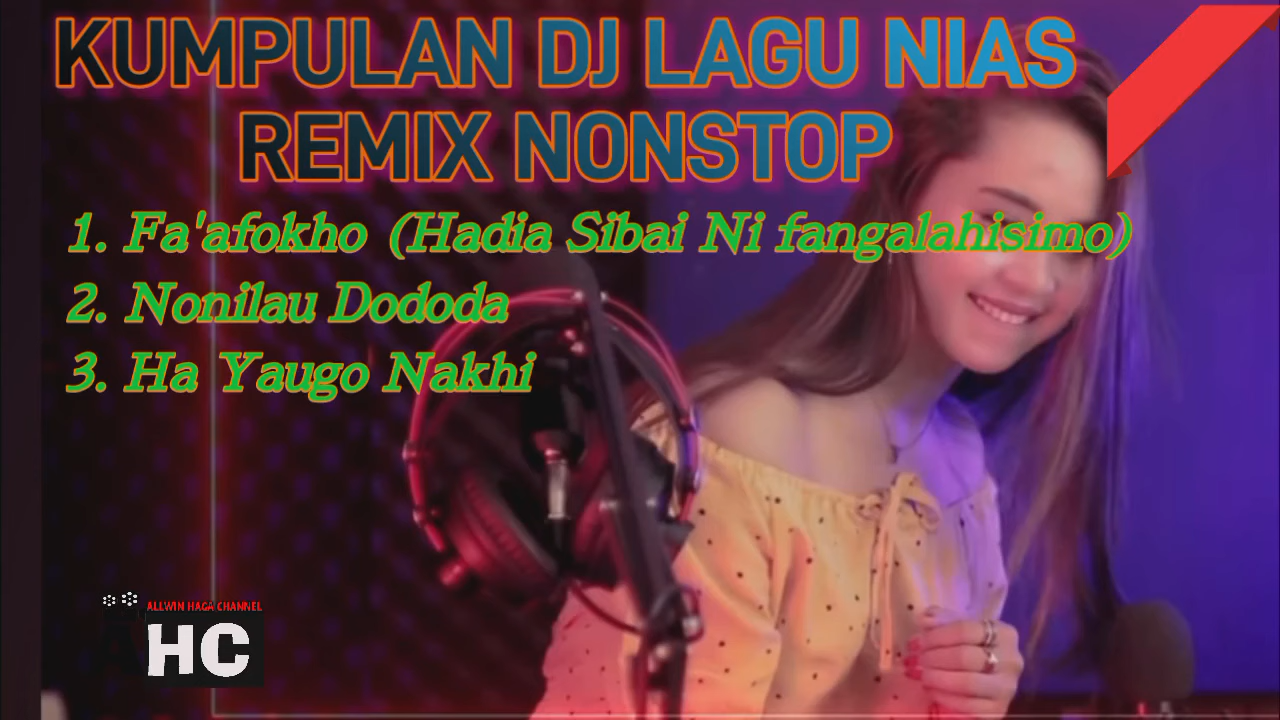 KUMPULAN DJ LAGU NIAS
REMIX NONSTOP
1. Fa'afokho (Hadia Sibai Ni fangalahisimo)
2. Nonilau Dododa
3. Ha Yaugo Nakhi
ALLWIN HAGA CHANNEL
AHC